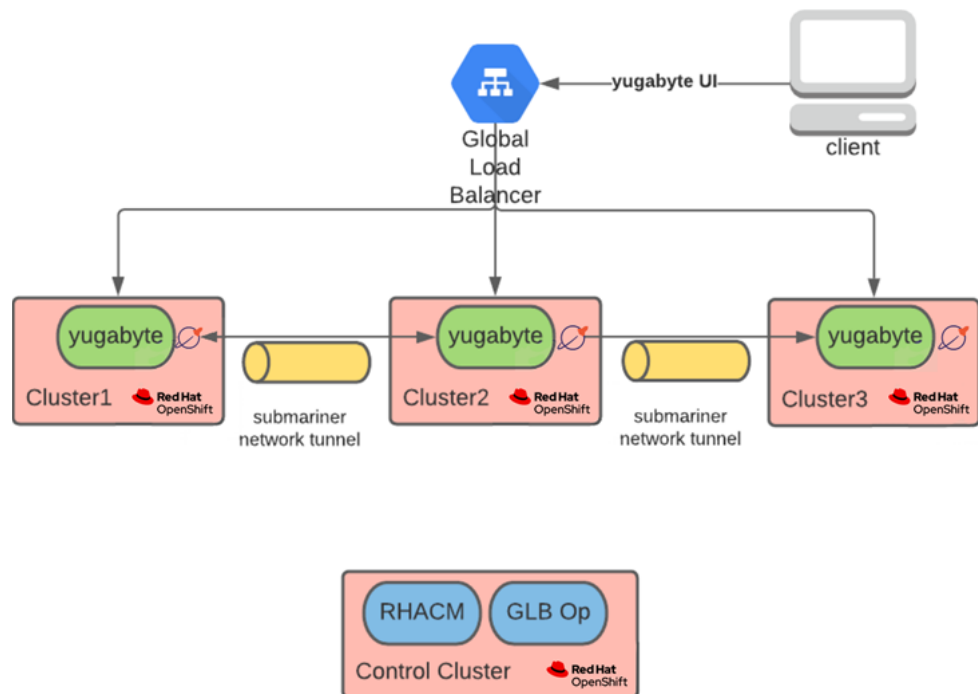 yugabyte UI
Global
Load
Balancer
client
yugabyte
Cluster1
Red Hat
OpenShift
submariner
network tunnel
yugabyte
Cluster2
Red Hat
OpenShift
submariner
network tunnel
yugabyte
Cluster3
Red Hat
OpenShift
RHACM
GLB Op
Control Cluster
Red Hat
OpenShift